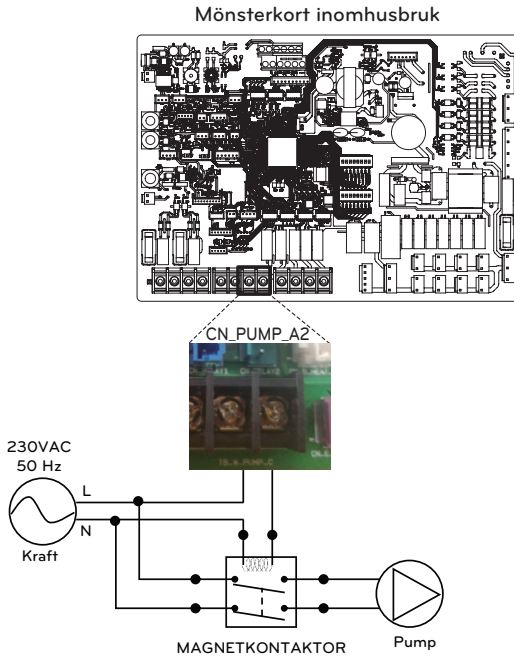 Mönsterkort inomhusbruk
CN_PUMP_A2
230VAC
50 Hz
L
N
Kraft
MAGNETKONTAKTOR
Pump